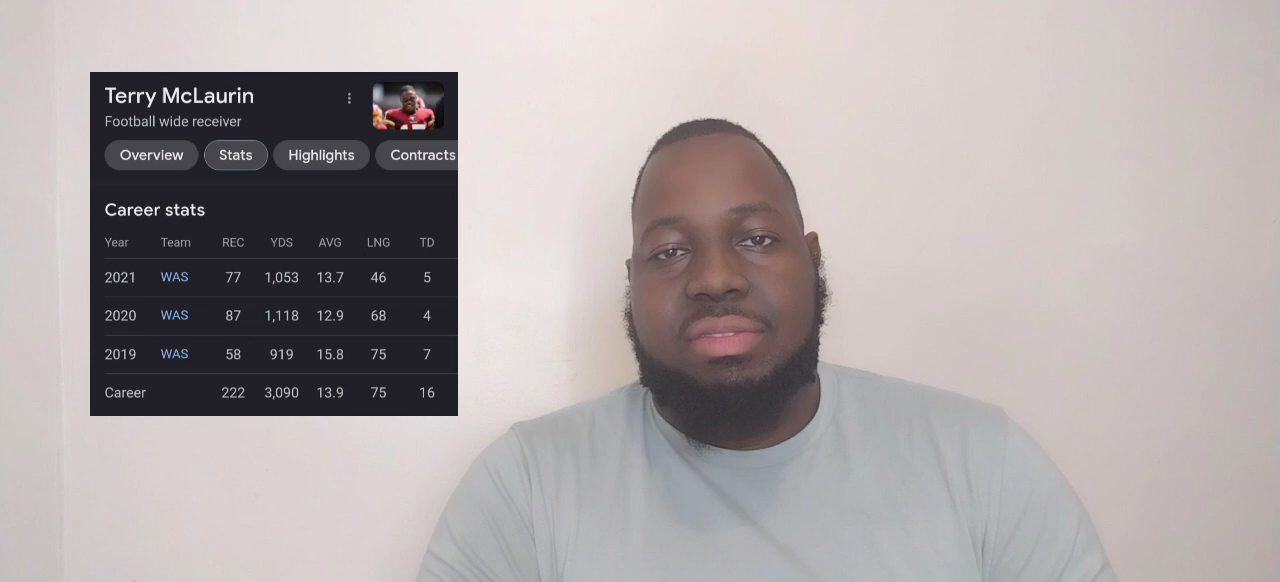 Terry McLaurin
Football wide receiver
Overview Stats Highlights Contracts
Career stats
Year Team REC YDS AVG LNG TD
2021 WAS 77 1,053 13.7 46 5
2020 WAS 87 1,118 12.9 68 4
2019 WAS 58 919 15.8 75 7
Career 222 3,090 13.9 75 16